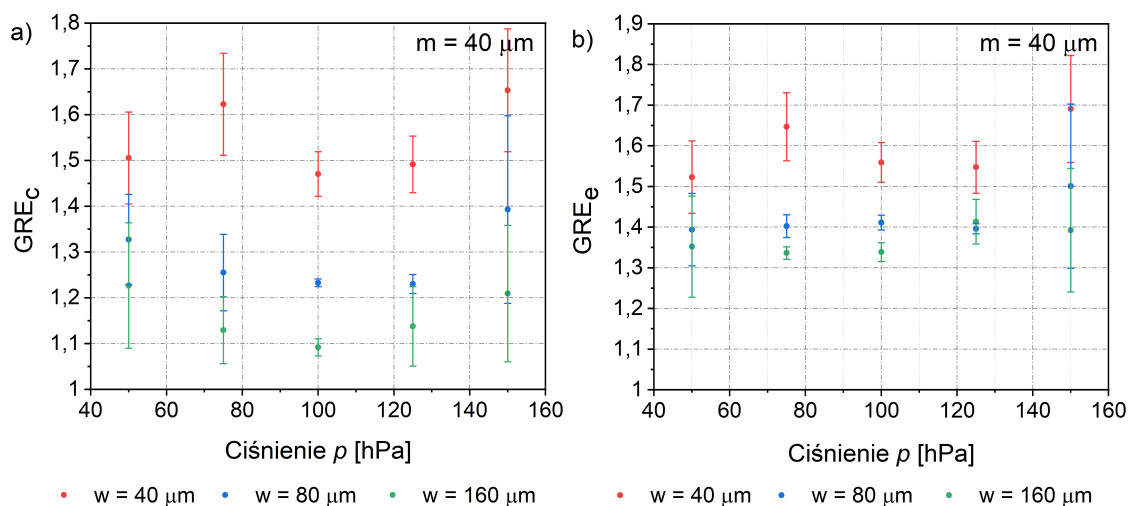 a)
m = 40 μm
1,8
1,7
1,6
1,5
1,4
1,3
1,2
1,1
1
GRE_c
40 60 80 100 120 140 160
Ciśnienie p [hPa]
w = 40 μm w = 80 μm w = 160 μm
b)
m = 40 μm
1,9
1,8
1,7
1,6
1,5
1,4
1,3
1,2
1,1
1
GRE_e
40 60 80 100 120 140 160
Ciśnienie p [hPa]
w = 40 μm w = 80 μm w = 160 μm